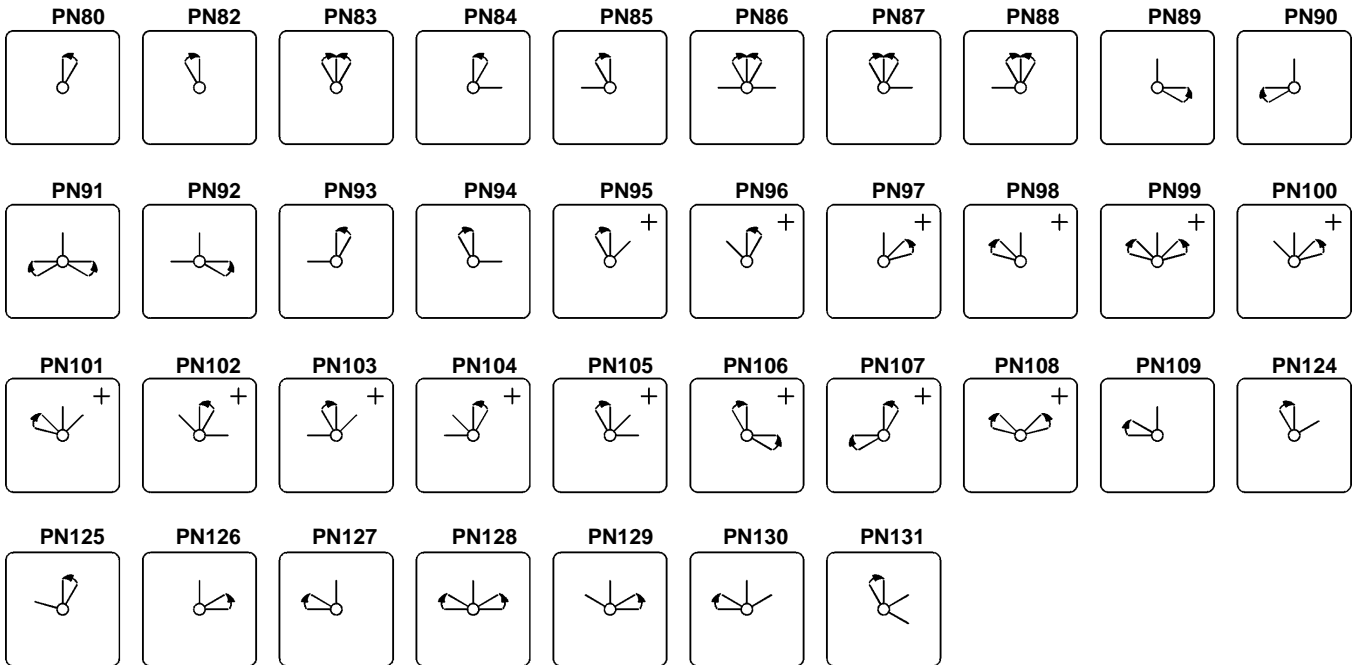 PN80 PN82 PN83 PN84 PN85 PN86 PN87 PN88 PN89 PN90
PN91 PN92 PN93 PN94 PN95 PN96 PN97 PN98 PN99 PN100
+ + + + + +
PN101 PN102 PN103 PN104 PN105 PN106 PN107 PN108 PN109 PN124
+ + + + + + + +
PN125 PN126 PN127 PN128 PN129 PN130 PN131